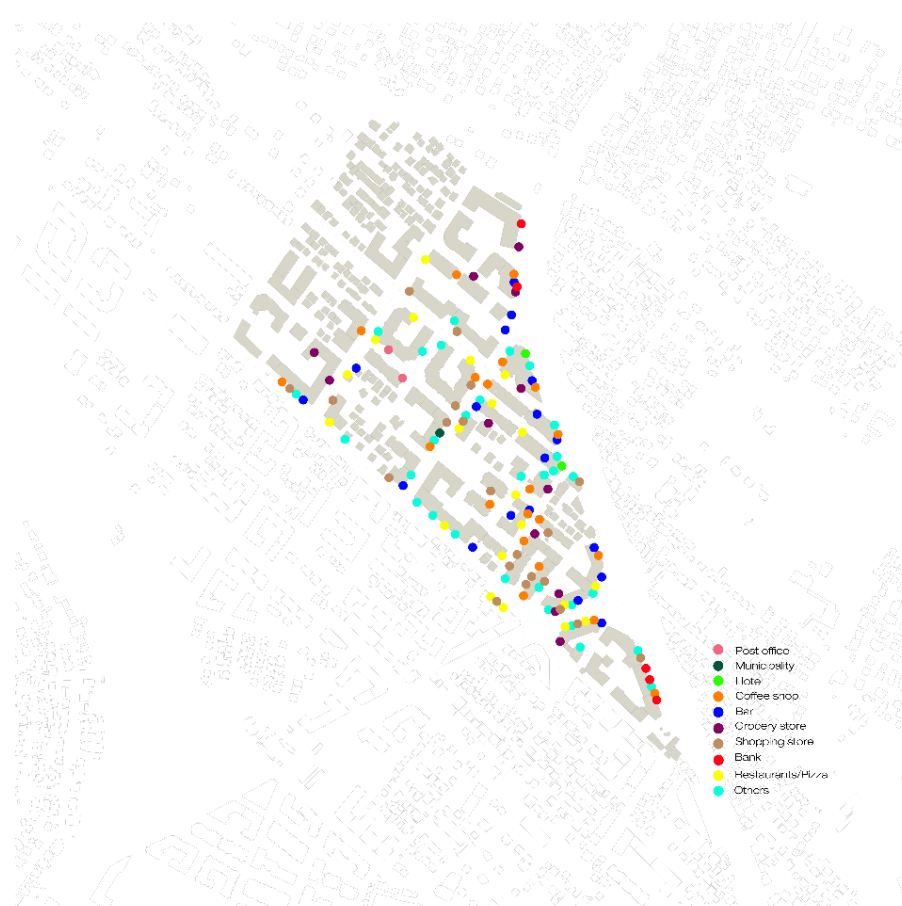 Post office
Municipality
Hotel
Coffee shop
Bar
Grocery store
Shopping store
Bank
Restaurants/Pizza
Others